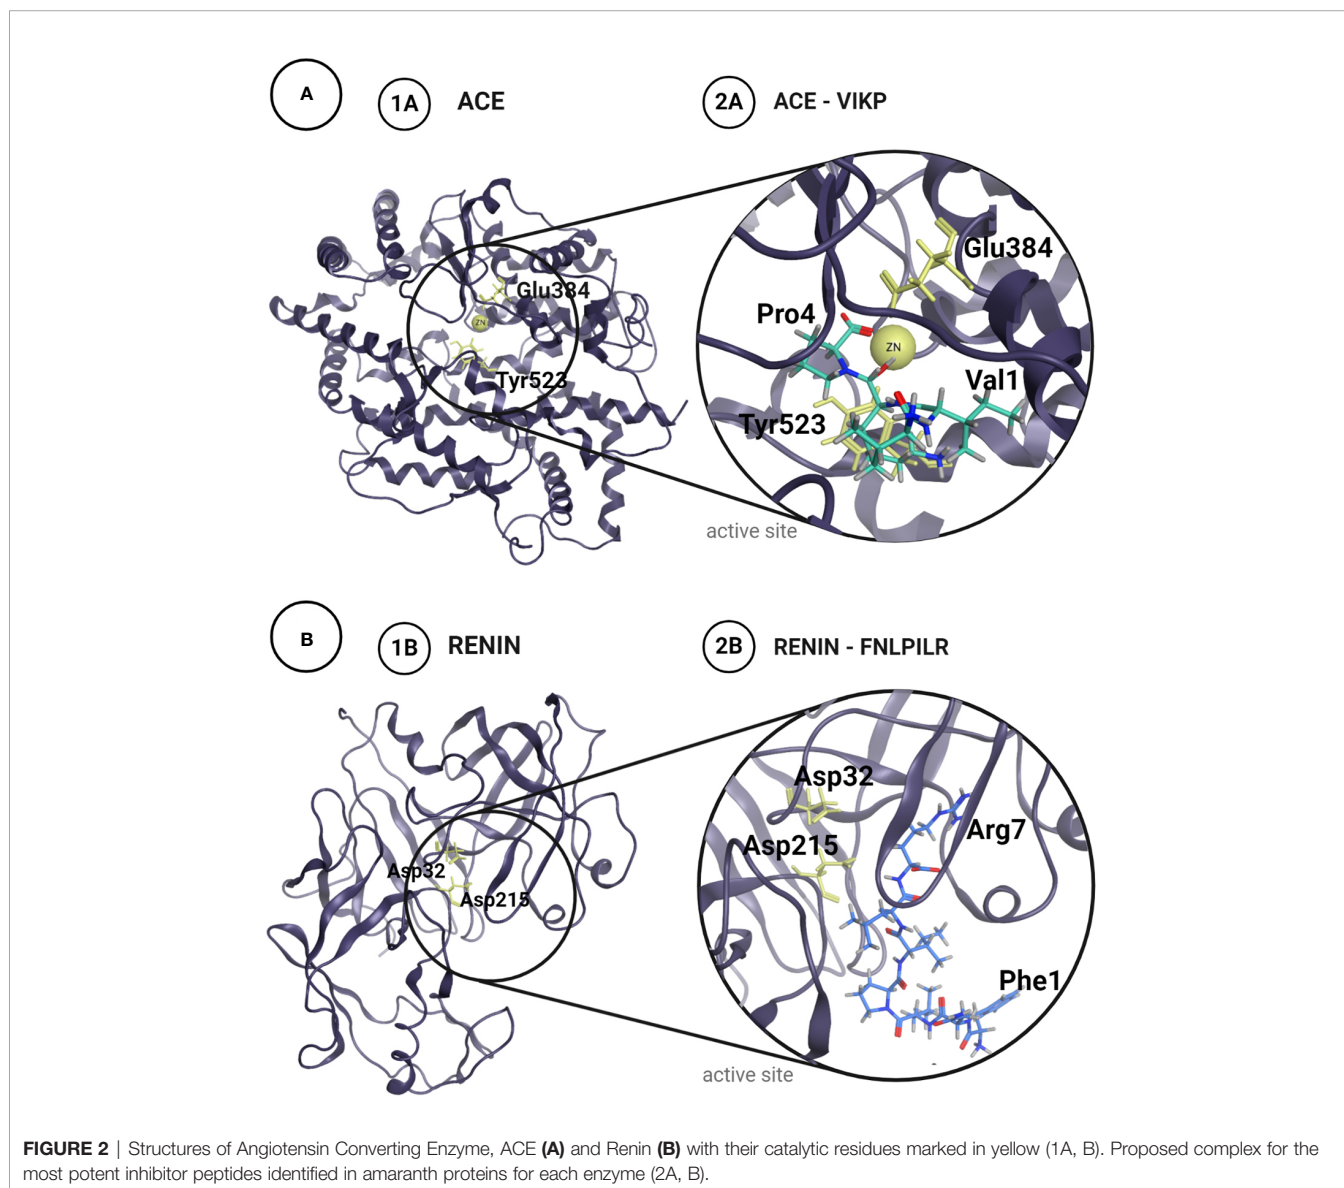 A
1A ACE
2A ACE - VIKP
Glu384
ZN
Tyr523
Glu384
Pro4
ZN
Val1
Tyr523
active site
B
1B RENIN
2B RENIN - FNLPILR
Asp32
Asp215
Asp32
Asp215
Arg7
Phe1
active site
FIGURE 2 | Structures of Angiotensin Converting Enzyme, ACE (A) and Renin (B) with their catalytic residues marked in yellow (1A, B). Proposed complex for the
most potent inhibitor peptides identified in amaranth proteins for each enzyme (2A, B).